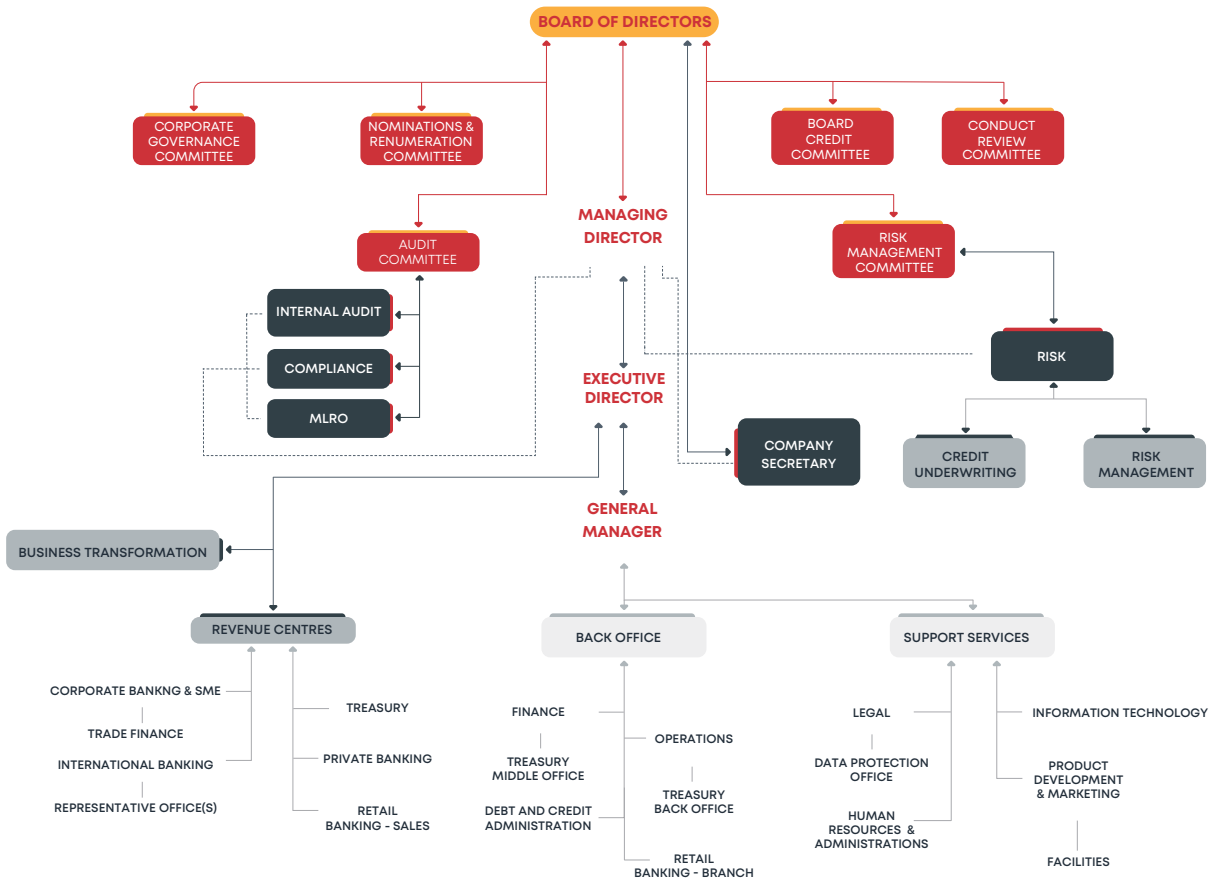 BOARD OF DIRECTORS
CORPORATE
GOVERNANCE
COMMITTEE
NOMINATIONS &
RENUMERATION
COMMITTEE
BOARD
CREDIT
COMMITTEE
CONDUCT
REVIEW
COMMITTEE
MANAGING
DIRECTOR
AUDIT
COMMITTEE
RISK
MANAGEMENT
COMMITTEE
INTERNAL AUDIT
COMPLIANCE
MLRO
RISK
EXECUTIVE
DIRECTOR
COMPANY
SECRETARY
CREDIT
UNDERWRITING
RISK
MANAGEMENT
GENERAL
MANAGER
BUSINESS TRANSFORMATION
REVENUE CENTRES
BACK OFFICE
SUPPORT SERVICES
CORPORATE BANKNG & SME
TRADE FINANCE
INTERNATIONAL BANKING
REPRESENTATIVE OFFICE(S)
TREASURY
PRIVATE BANKING
RETAIL
BANKING - SALES
FINANCE
TREASURY
MIDDLE OFFICE
DEBT AND CREDIT
ADMINISTRATION
OPERATIONS
TREASURY
BACK OFFICE
RETAIL
BANKING - BRANCH
LEGAL
DATA PROTECTION
OFFICE
HUMAN
RESOURCES &
ADMINISTRATIONS
INFORMATION TECHNOLOGY
PRODUCT
DEVELOPMENT
& MARKETING
FACILITIES